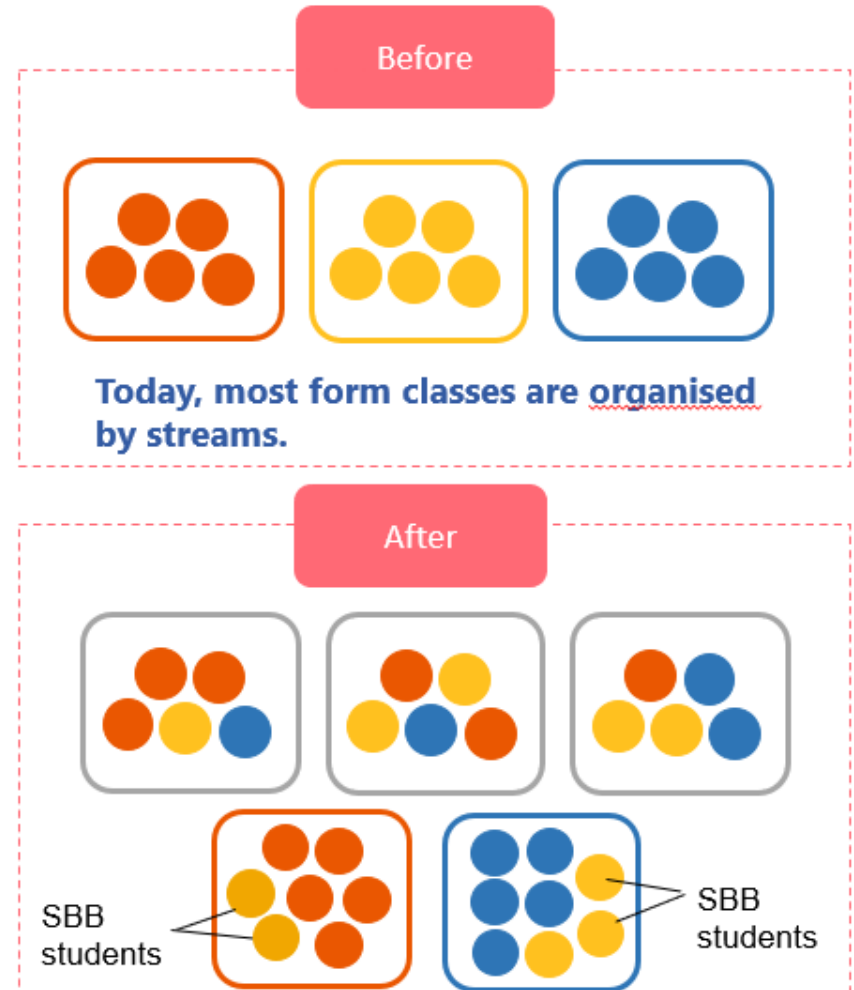 Before
Today, most form classes are organised
by streams.
After
SBB
students
SBB
students